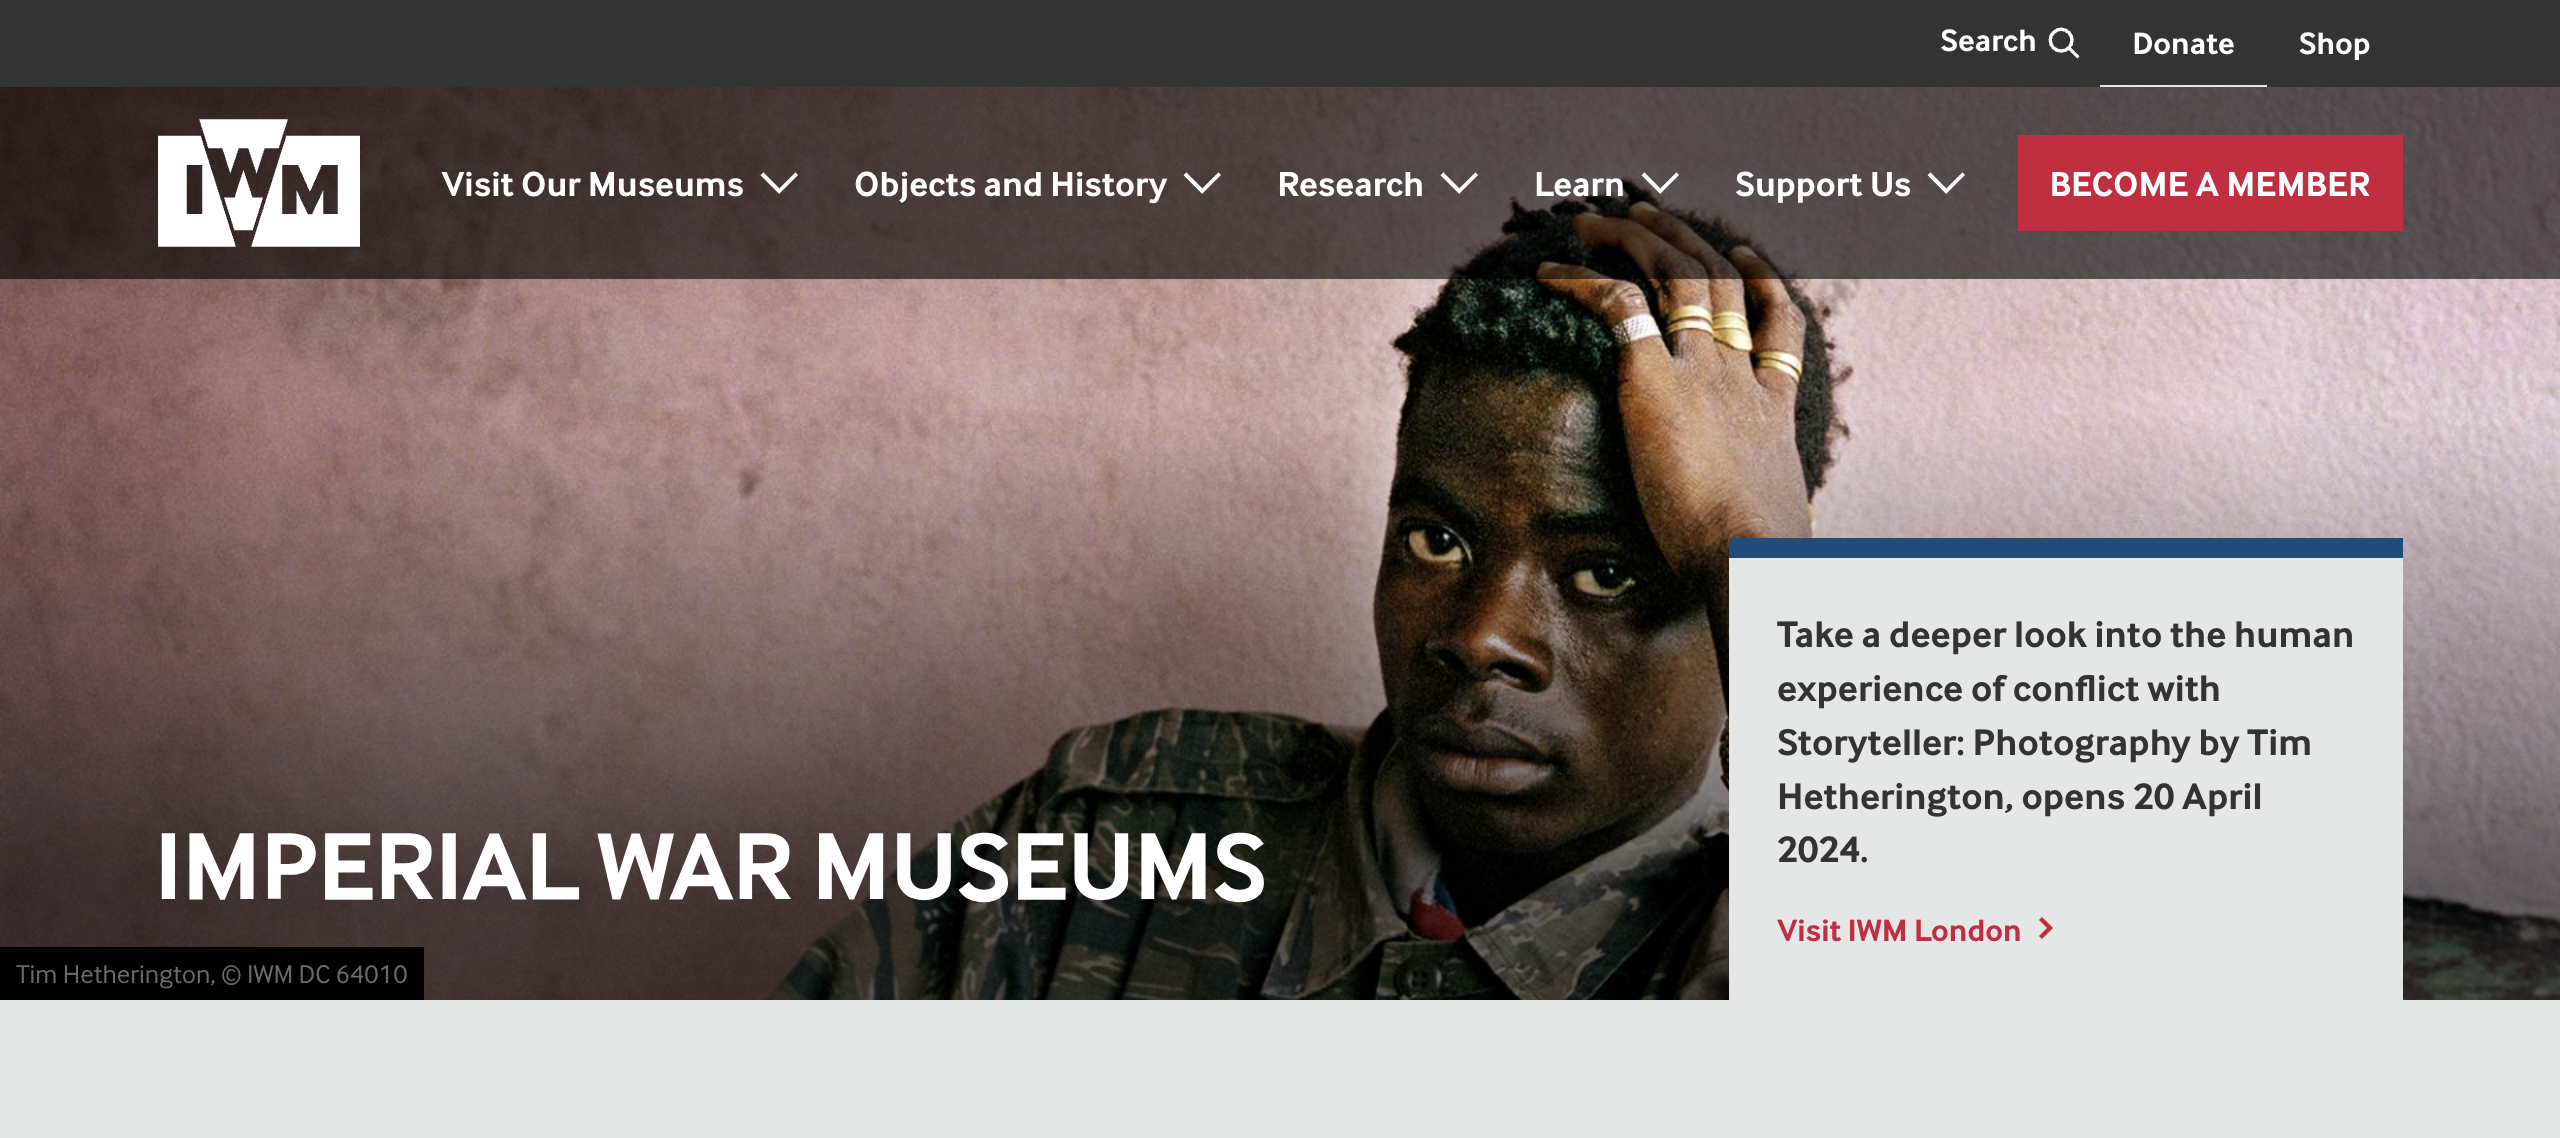 Search
Donate
Shop
IWM
Visit Our Museums
Objects and History
Research
Learn
Support Us
BECOME A MEMBER
Take a deeper look into the human
experience of conflict with
Storyteller: Photography by Tim
Hetherington, opens 20 April
2024.
Visit IWM London
IMPERIAL WAR MUSEUMS
Tim Hetherington, © IWM DC 64010